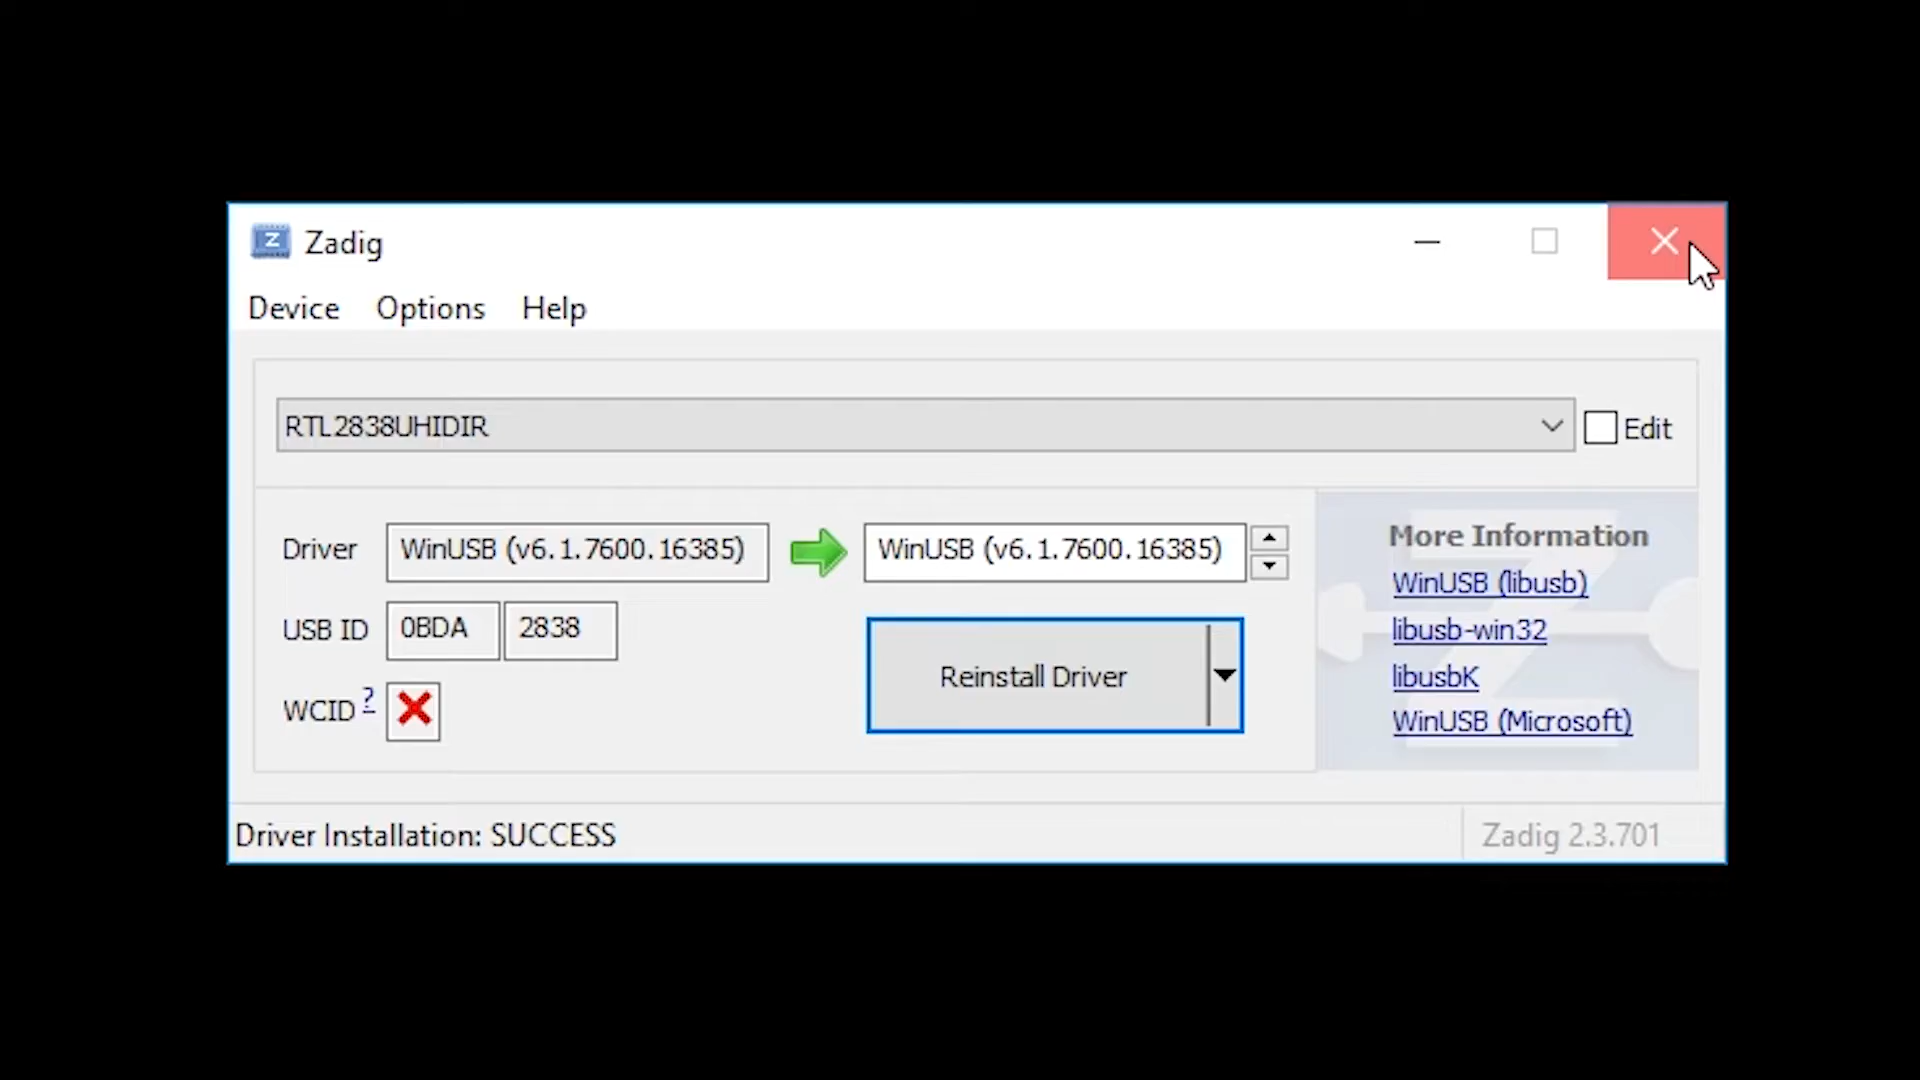 Zadig
Device Options Help
RTL2838UHIDIR
Edit
Driver WinUSB (v6.1.7600.16385) WinUSB (v6.1.7600.16385)
USB ID 0BDA 2838
WCID ?
Reinstall Driver
More Information
WinUSB (libusb)
libusb-win32
libusbK
WinUSB (Microsoft)
Driver Installation: SUCCESS
Zadig 2.3.701